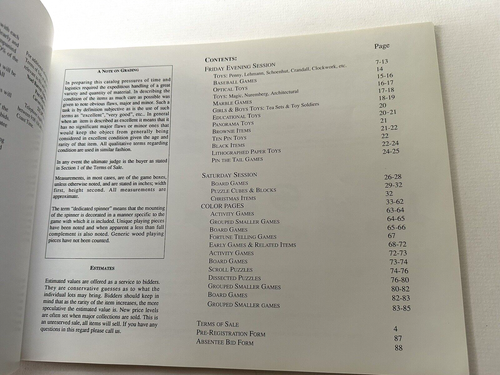 A NOTE ON GRADING
In preparing this catalog pressures of time and
logistics required the expeditious handling of a great
variety and quantity of material. In describing the
condition of the items as much care as possible was
given to note obvious flaws, major and minor. Such a
task is by definition subjective as is the use of such
terms as "excellent", "very good", etc.. In general
when an item is described as excellent it means that it
has no significant major flaws or minor ones that
would keep the object from generally being
considered in excellent condition given the age and
rarity of that item. All qualitative terms regarding
condition are used in similar fashion.
In any event the ultimate judge is the buyer as stated
in Section 1 of the Terms of Sale.
Measurements, in most cases, are of the game boxes,
unless otherwise noted, and are stated in inches; width
first, height second. All measurements are
approximate.
The term "dedicated spinner" means that the mounting
of the spinner is decorated in a manner specific to the
game with which it is included. Unique playing pieces
have been noted and when apparent a less than full
complement is also noted. Generic wood playing
pieces have not been counted.
ESTIMATES
Estimated values are offered as a service to bidders.
They are conservative guesses as to what the
individual lots may bring. Bidders should keep in
mind that as the rarity of the item increases, the more
speculative the estimated value is. New price levels
are often set when major collections are sold. This is
an unreserved sale, all items will sell. If you have any
questions in this regard please call us.
CONTENTS: Page
FRIDAY EVENING SESSION
TOYS: Penny, Lehmann, Schoenhut, Crandall, Clockwork, etc. 7-13
BASEBALL GAMES 14
OPTICAL TOYS 15-16
TOYS: Magic, Nuremberg, Architectural 16-17
MARBLE GAMES 17-18
GIRLS & BOYS TOYS: Tea Sets & Toy Soldiers 18-19
EDUCATIONAL TOYS 20
PANORAMA TOYS 20-21
BROWNIE ITEMS 21
TEN PIN TOYS 21-22
BLACK ITEMS 22
LITHOGRAPHED PAPER TOYS 22-24
PIN THE TAIL GAMES 24-25
SATURDAY SESSION
BOARD GAMES 26-28
PUZZLE CUBES & BLOCKS 29-32
CHRISTMAS ITEMS 32
COLOR PAGES 33-62
ACTIVITY GAMES 63-64
GROUPED SMALLER GAMES 64-65
BOARD GAMES 65-66
FORTUNE TELLING GAMES 67
EARLY GAMES & RELATED ITEMS 68-72
ACTIVITY GAMES 72-73
BOARD GAMES 73-74
SCROLL PUZZLES 74-76
DISSECTED PUZZLES 76-80
GROUPED SMALLER GAMES 80-82
BOARD GAMES 82-83
GROUPED SMALLER GAMES 83-85
TERMS OF SALE 4
PRE-REGISTRATION FORM 87
ABSENTEE BID FORM 88